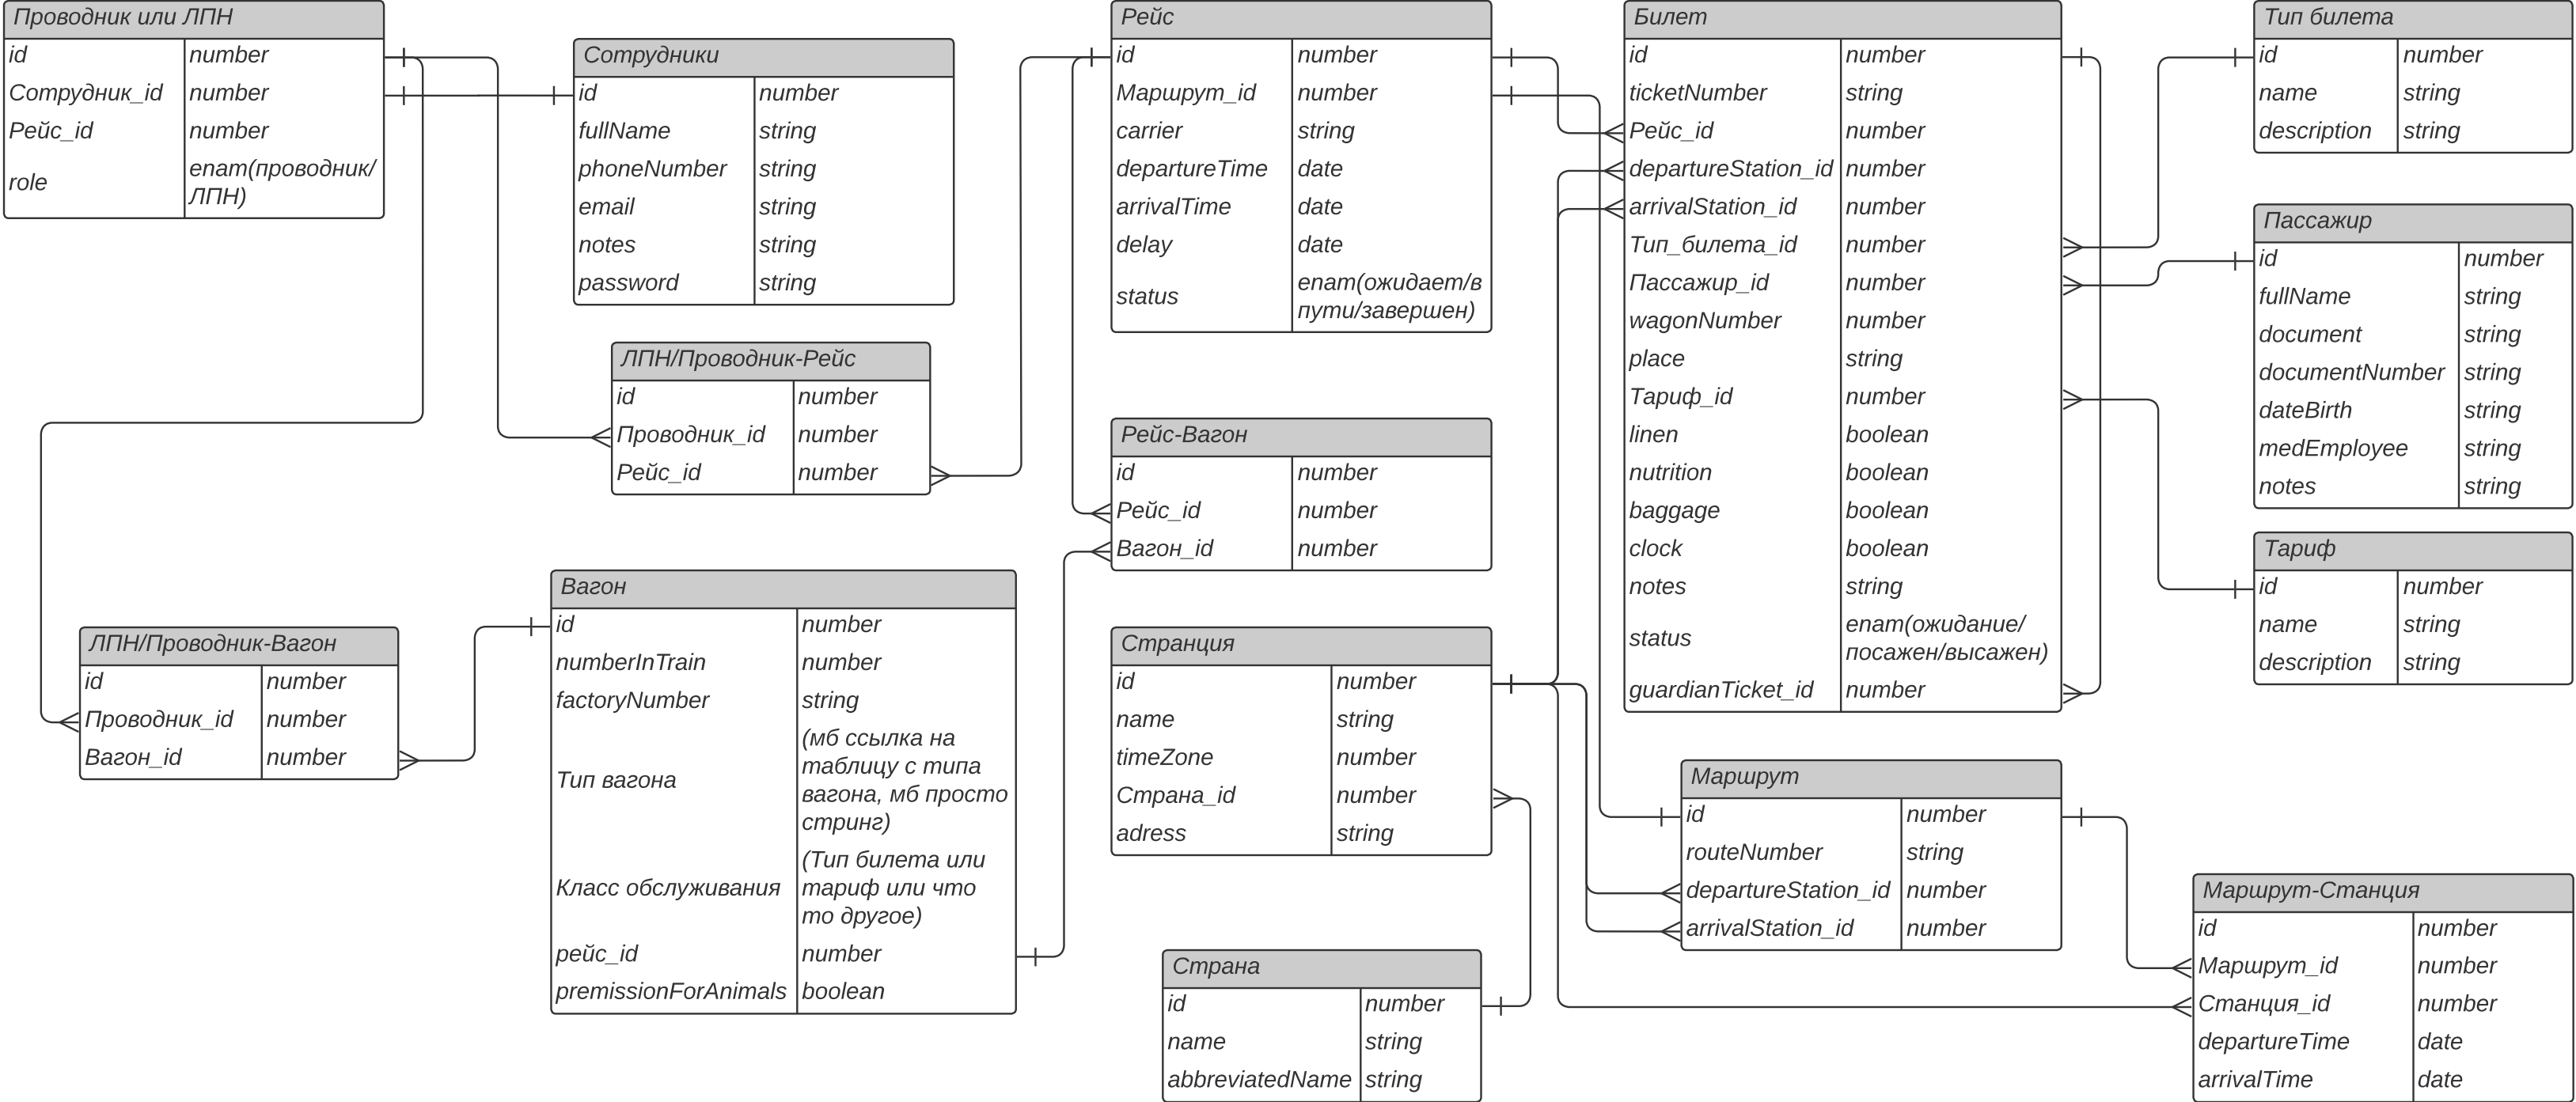 Проводник или ЛПН
id number
Сотрудник_id number
Рейс_id number
role епат(проводник/
ЛПН)
Сотрудники
id number
fullName string
phoneNumber string
email string
notes string
password string
ЛПН/Проводник-Рейс
id number
Проводник_id number
Рейс_id number
ЛПН/Проводник-Вагон
id number
Проводник_id number
Вагон_id number
Вагон
id number
numberInTrain number
factoryNumber string
Тип вагона (мб ссылка на
таблицу с типа
вагона, мб просто
стринг)
Класс обслуживания (Тип билета или
тариф или что
то другое)
рейс_id number
premissionForAnimals boolean
Рейс
id number
Маршрут_id number
carrier string
departureTime date
arrivalTime date
delay date
status епат(ожидает/в
пути/завершен)
Рейс-Вагон
id number
Рейс_id number
Вагон_id number
Странция
id number
name string
timeZone number
Страна_id number
adress string
Страна
id number
name string
abbreviatedName string
Билет
id number
ticketNumber string
Рейс_id number
departureStation_id number
arrivalStation_id number
Тип_билета_id number
Пассажир_id number
wagonNumber number
place string
Тариф_id number
linen boolean
nutrition boolean
baggage boolean
clock boolean
notes string
status епат(ожидание/
посажен/высажен)
guardianTicket_id number
Маршрут
id number
routeNumber string
departureStation_id number
arrivalStation_id number
Тип билета
id number
name string
description string
Пассажир
id number
fullName string
document string
documentNumber string
dateBirth string
medEmployee string
notes string
Тариф
id number
name string
description string
Маршрут-Станция
id number
Маршрут_id number
Станция_id number
departureTime date
arrivalTime date